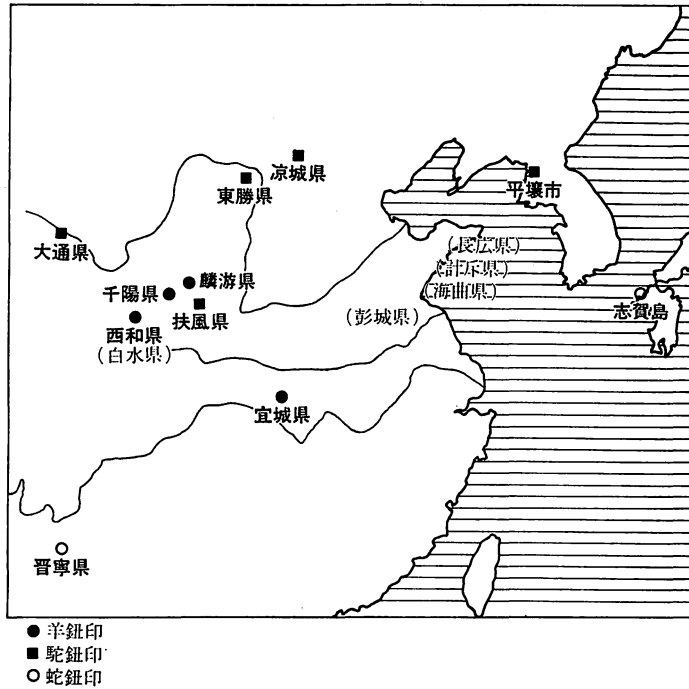 凉城県
東勝県
平壌市
大通県
(長広県)
(計斤県)
(海曲県)
麟游県
千陽県
扶風県
志賀島
西和県
(白水県)
(彭城県)
宜城県
晋寧県
羊鈕印
駝鈕印
蛇鈕印